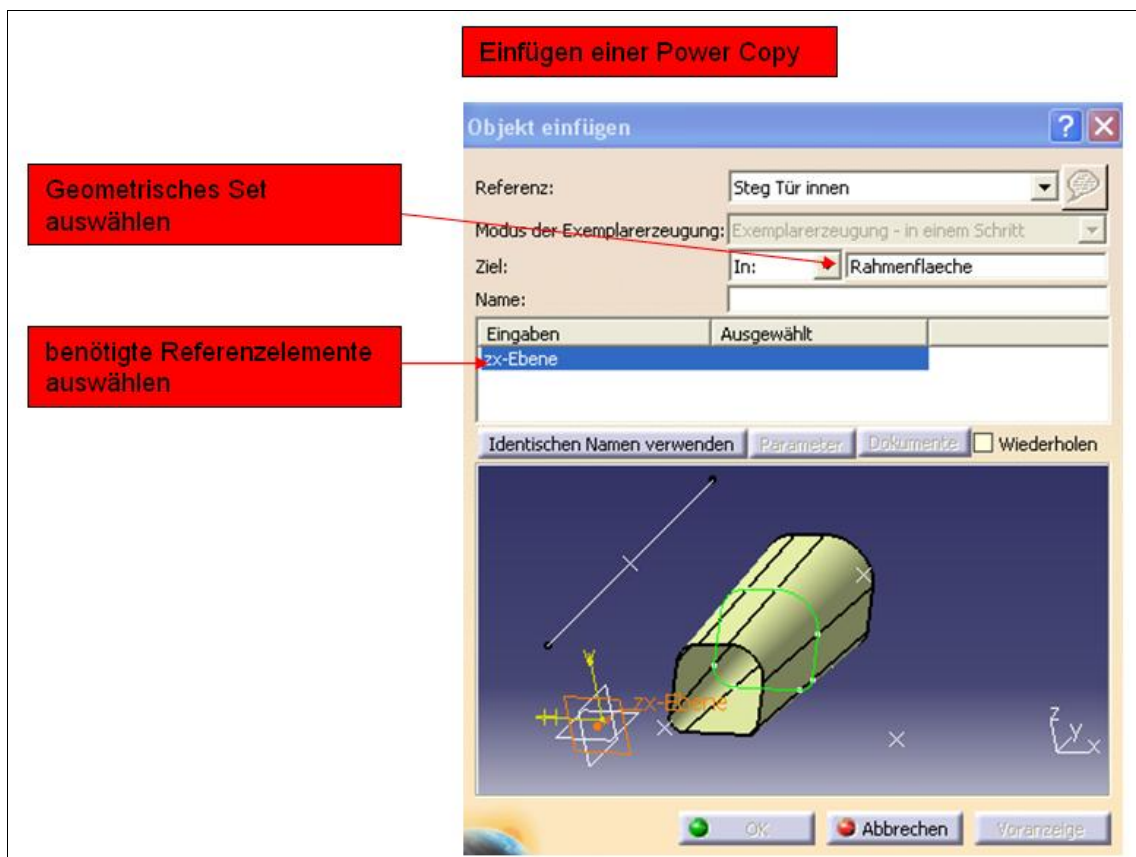 Einfügen einer Power Copy
Objekt einfügen
Geometrisches Set
auswählen
Referenz:
Steg Tür innen
Modus der Exemplarerzeugung:
Exemplarerzeugung - in einem Schritt
Ziel:
In:
Rahmenflaeche
Name:
benötigte Referenzelemente
auswählen
Eingaben
Ausgewählt
zx-Ebene
Identischen Namen verwenden
Parameter
Dokumente
Wiederholen
V
H
zx-Ebene
z
y
x
OK
Abbrechen
Voranzeige